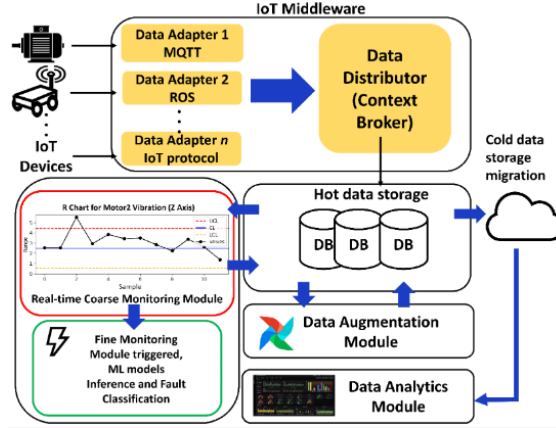 IoT Middleware
Data Adapter 1
MQTT
Data Adapter 2
ROS
Data Adapter n
IoT protocol
Data
Distributor
(Context
Broker)
IoT
Devices
Cold data
storage
migration
Hot data storage
DB
DB
DB
R Chart for Motor2 Vibration (Z Axis)
UCL
CL
LCL
Range
Sample
Real-time Coarse Monitoring Module
Fine Monitoring
Module triggered,
ML models
Inference and Fault
Classification
Data Augmentation
Module
Data Analytics
Module